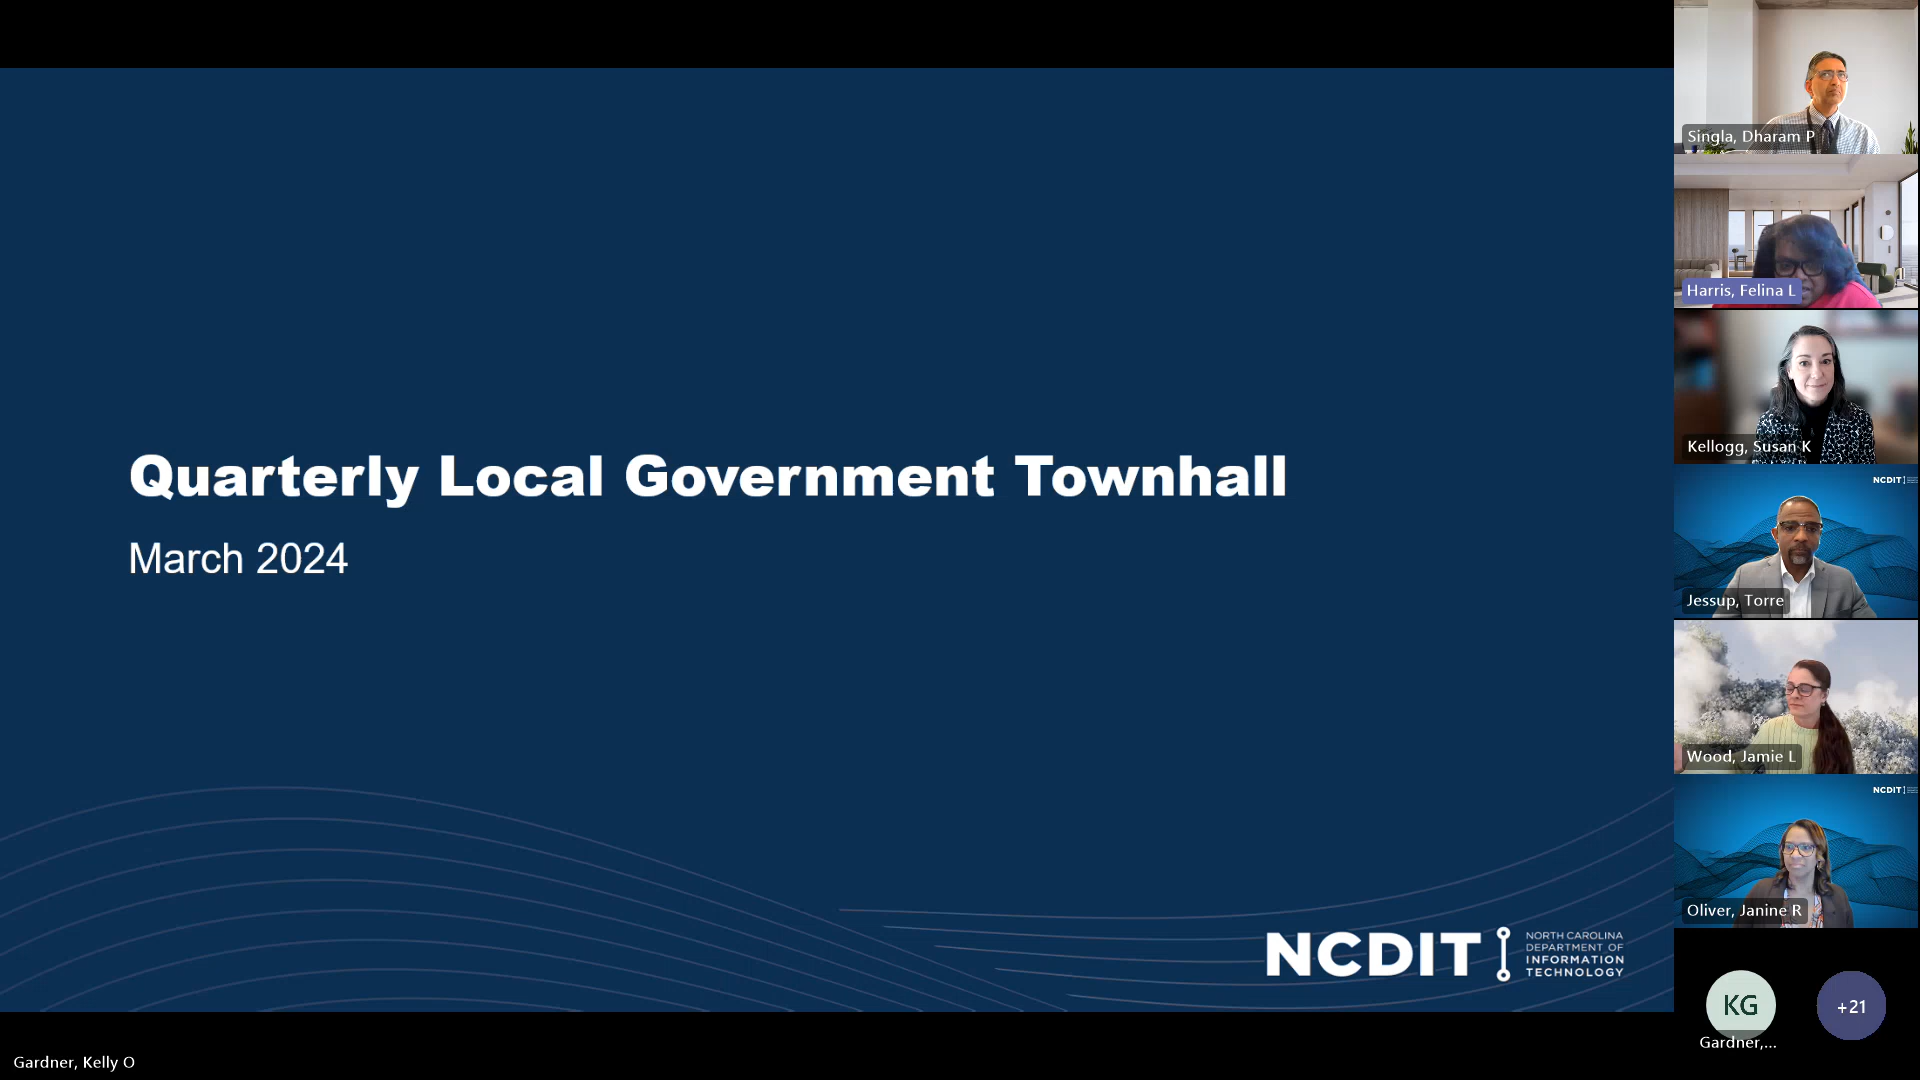 Quarterly Local Government Townhall
March 2024
NCDIT
NORTH CAROLINA
DEPARTMENT OF
INFORMATION
TECHNOLOGY
Gardner, Kelly O
Singla, Dharam P
Harris, Felina L
Kellogg, Susan K
NCDIT
Jessup, Torre
Wood, Jamie L
NCDIT
Oliver, Janine R
KG
Gardner,...
+21